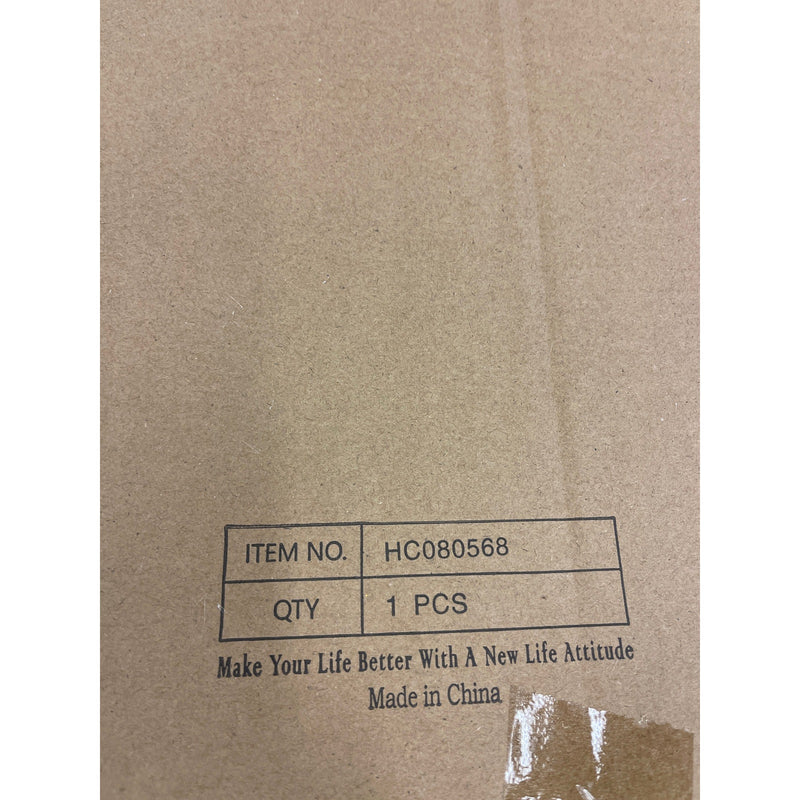 ITEM NO. HC080568
QTY 1 PCS
Make Your Life Better With A New Life Attitude
Made in China